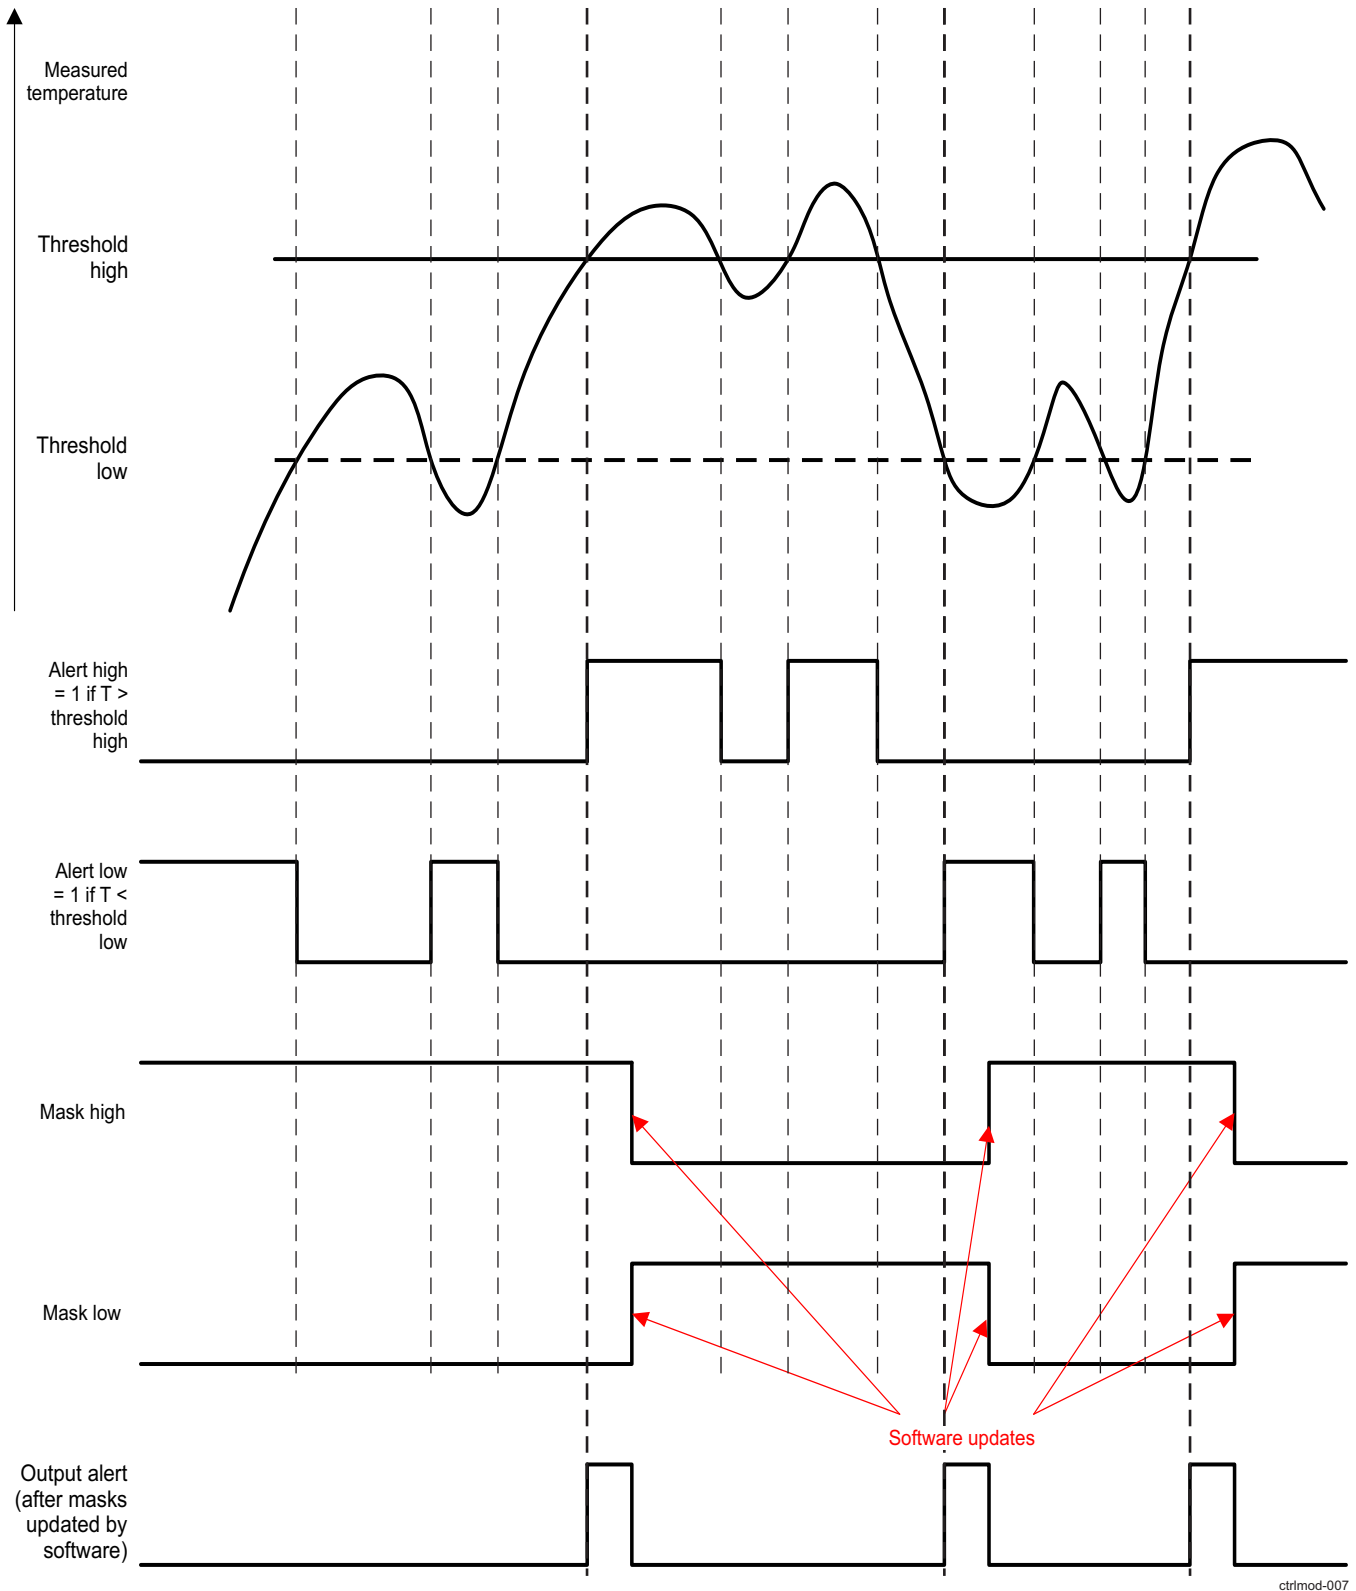 Measured
temperature
Threshold
high
Threshold
low
Alert high
= 1 if T >
threshold
high
Alert low
= 1 if T <
threshold
low
Mask high
Mask low
Software updates
Output alert
(after masks
updated by
software)
ctrlmod-007